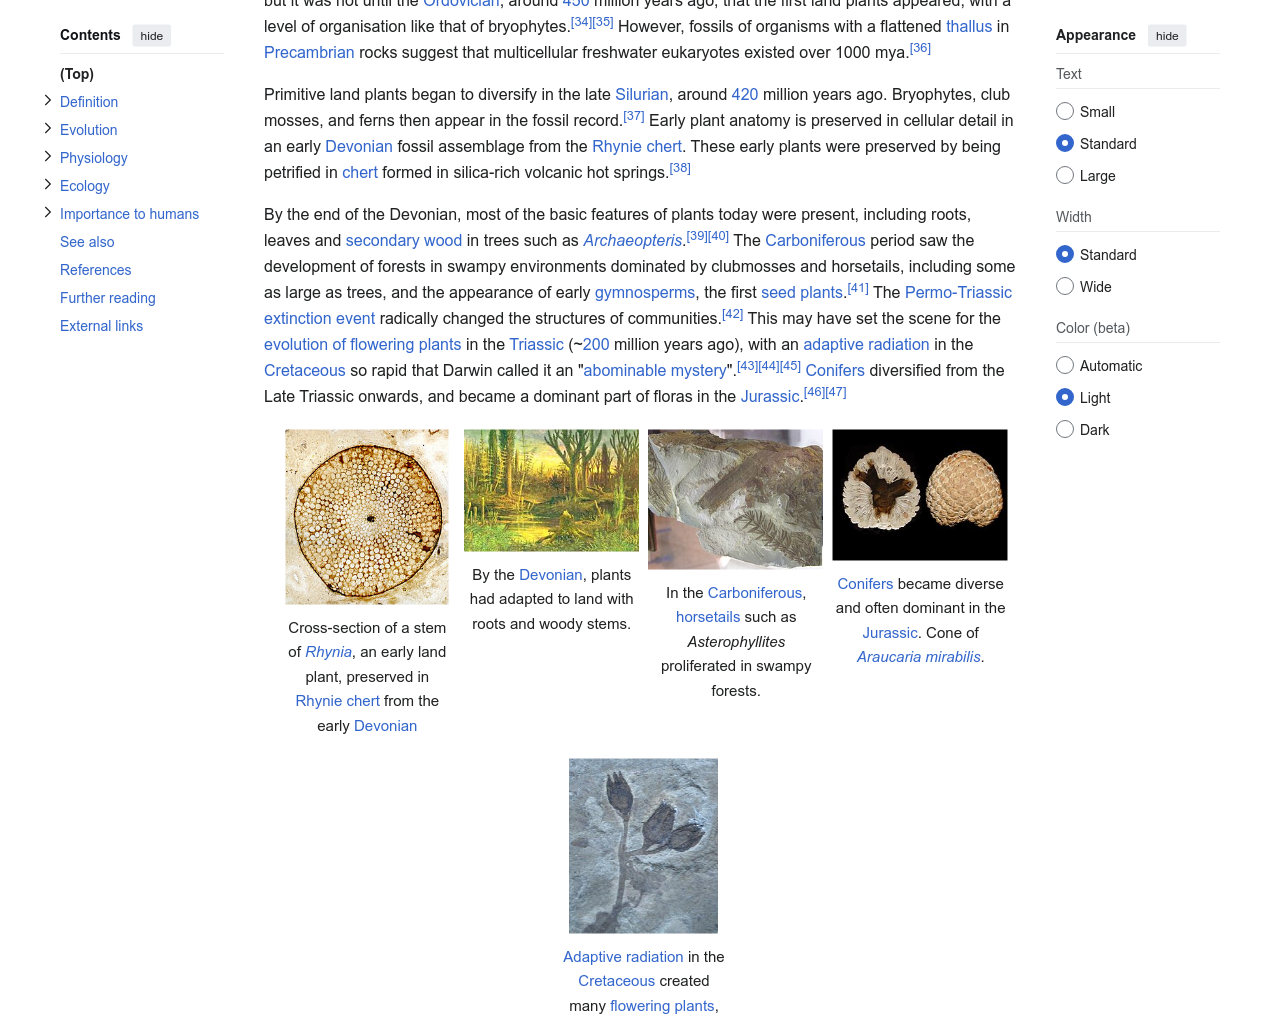 Contents hide
(Top)
Definition
Evolution
Physiology
Ecology
Importance to humans
See also
References
Further reading
External links
but it was not until the Ordovician, around 450 million years ago, that the first land plants appeared, with a
level of organisation like that of bryophytes.[34][35] However, fossils of organisms with a flattened thallus in
Precambrian rocks suggest that multicellular freshwater eukaryotes existed over 1000 mya.[36]
Primitive land plants began to diversify in the late Silurian, around 420 million years ago. Bryophytes, club
mosses, and ferns then appear in the fossil record.[37] Early plant anatomy is preserved in cellular detail in
an early Devonian fossil assemblage from the Rhynie chert. These early plants were preserved by being
petrified in chert formed in silica-rich volcanic hot springs.[38]
By the end of the Devonian, most of the basic features of plants today were present, including roots,
leaves and secondary wood in trees such as Archaeopteris.[39][40] The Carboniferous period saw the
development of forests in swampy environments dominated by clubmosses and horsetails, including some
as large as trees, and the appearance of early gymnosperms, the first seed plants.[41] The Permo-Triassic
extinction event radically changed the structures of communities.[42] This may have set the scene for the
evolution of flowering plants in the Triassic (~200 million years ago), with an adaptive radiation in the
Cretaceous so rapid that Darwin called it an "abominable mystery".[43][44][45] Conifers diversified from the
Late Triassic onwards, and became a dominant part of floras in the Jurassic.[46][47]
Cross-section of a stem
of Rhynia, an early land
plant, preserved in
Rhynie chert from the
early Devonian
By the Devonian, plants
had adapted to land with
roots and woody stems.
In the Carboniferous,
horsetails such as
Asterophyllites
proliferated in swampy
forests.
Conifers became diverse
and often dominant in the
Jurassic. Cone of
Araucaria mirabilis.
Adaptive radiation in the
Cretaceous created
many flowering plants,
Appearance hide
Text
Small
Standard
Large
Width
Standard
Wide
Color (beta)
Automatic
Light
Dark